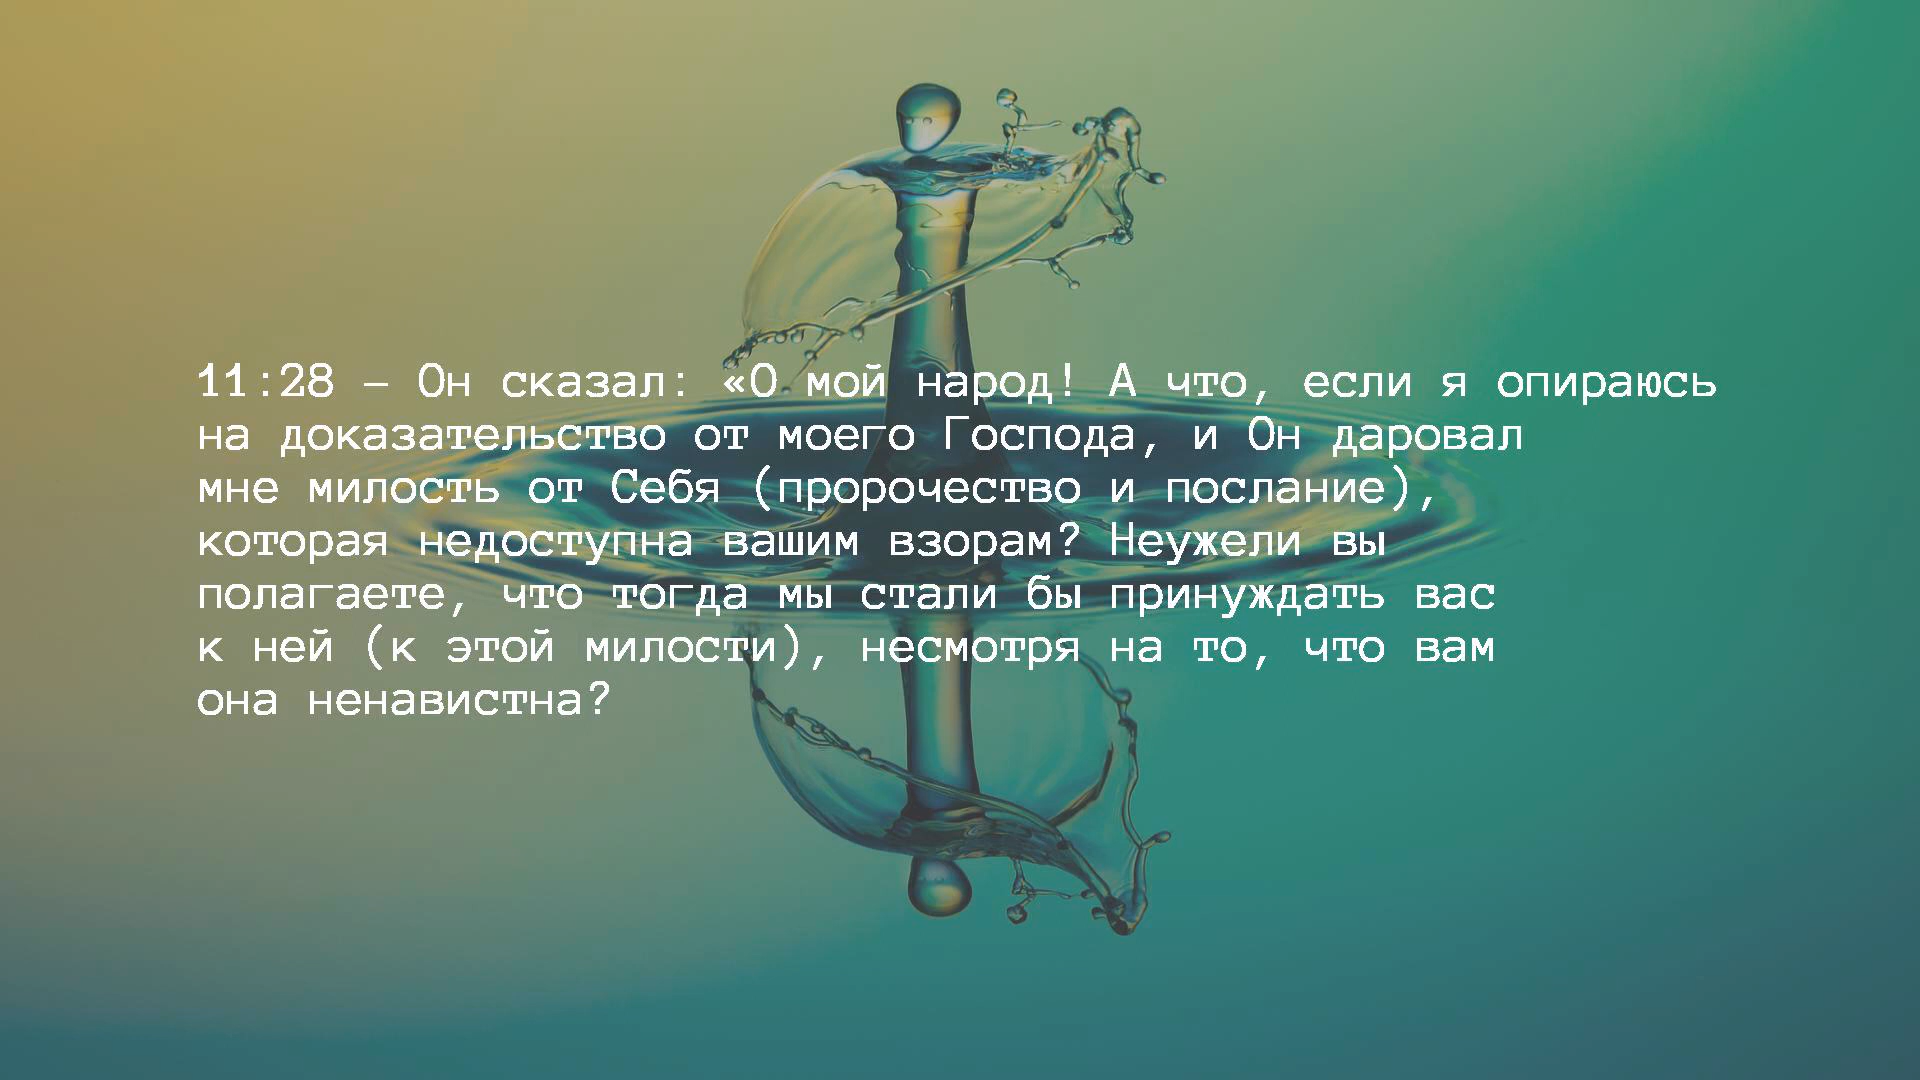 11:28 — Он сказал: «О мой народ! А что, если я опираюсь
на доказательство от моего Господа, и Он даровал
мне милость от Себя (пророчество и послание),
которая недоступна вашим взорам? Неужели вы
полагаете, что тогда мы стали бы принуждать вас
к ней (к этой милости), несмотря на то, что вам
она ненавистна?